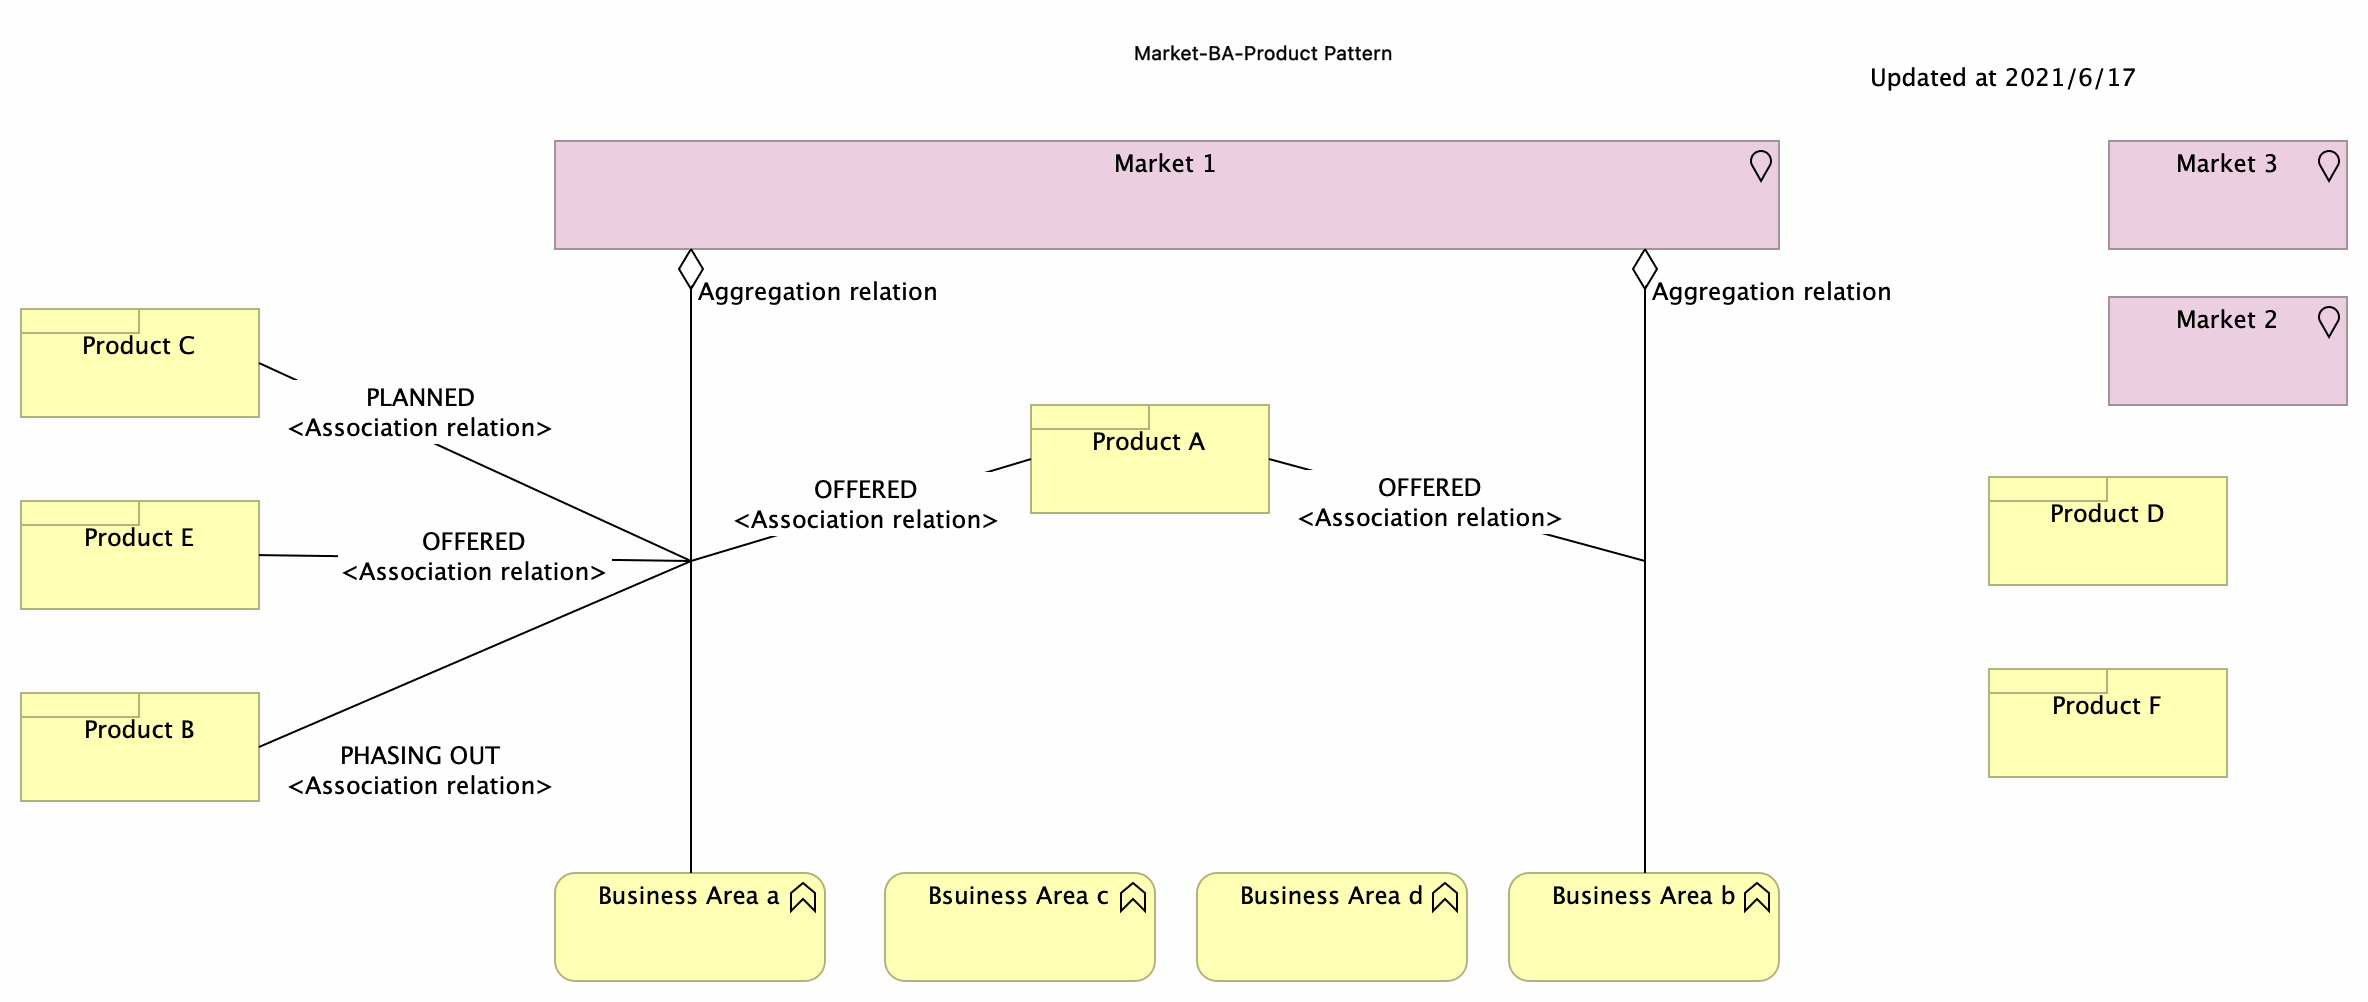 Market-BA-Product Pattern
Updated at 2021/6/17
Market 1
Market 3
Aggregation relation
Aggregation relation
Market 2
Product C
PLANNED
<Association relation>
Product A
OFFERED
<Association relation>
OFFERED
<Association relation>
Product D
Product E
OFFERED
<Association relation>
Product F
Product B
PHASING OUT
<Association relation>
Business Area a
Bsuiness Area c
Business Area d
Business Area b